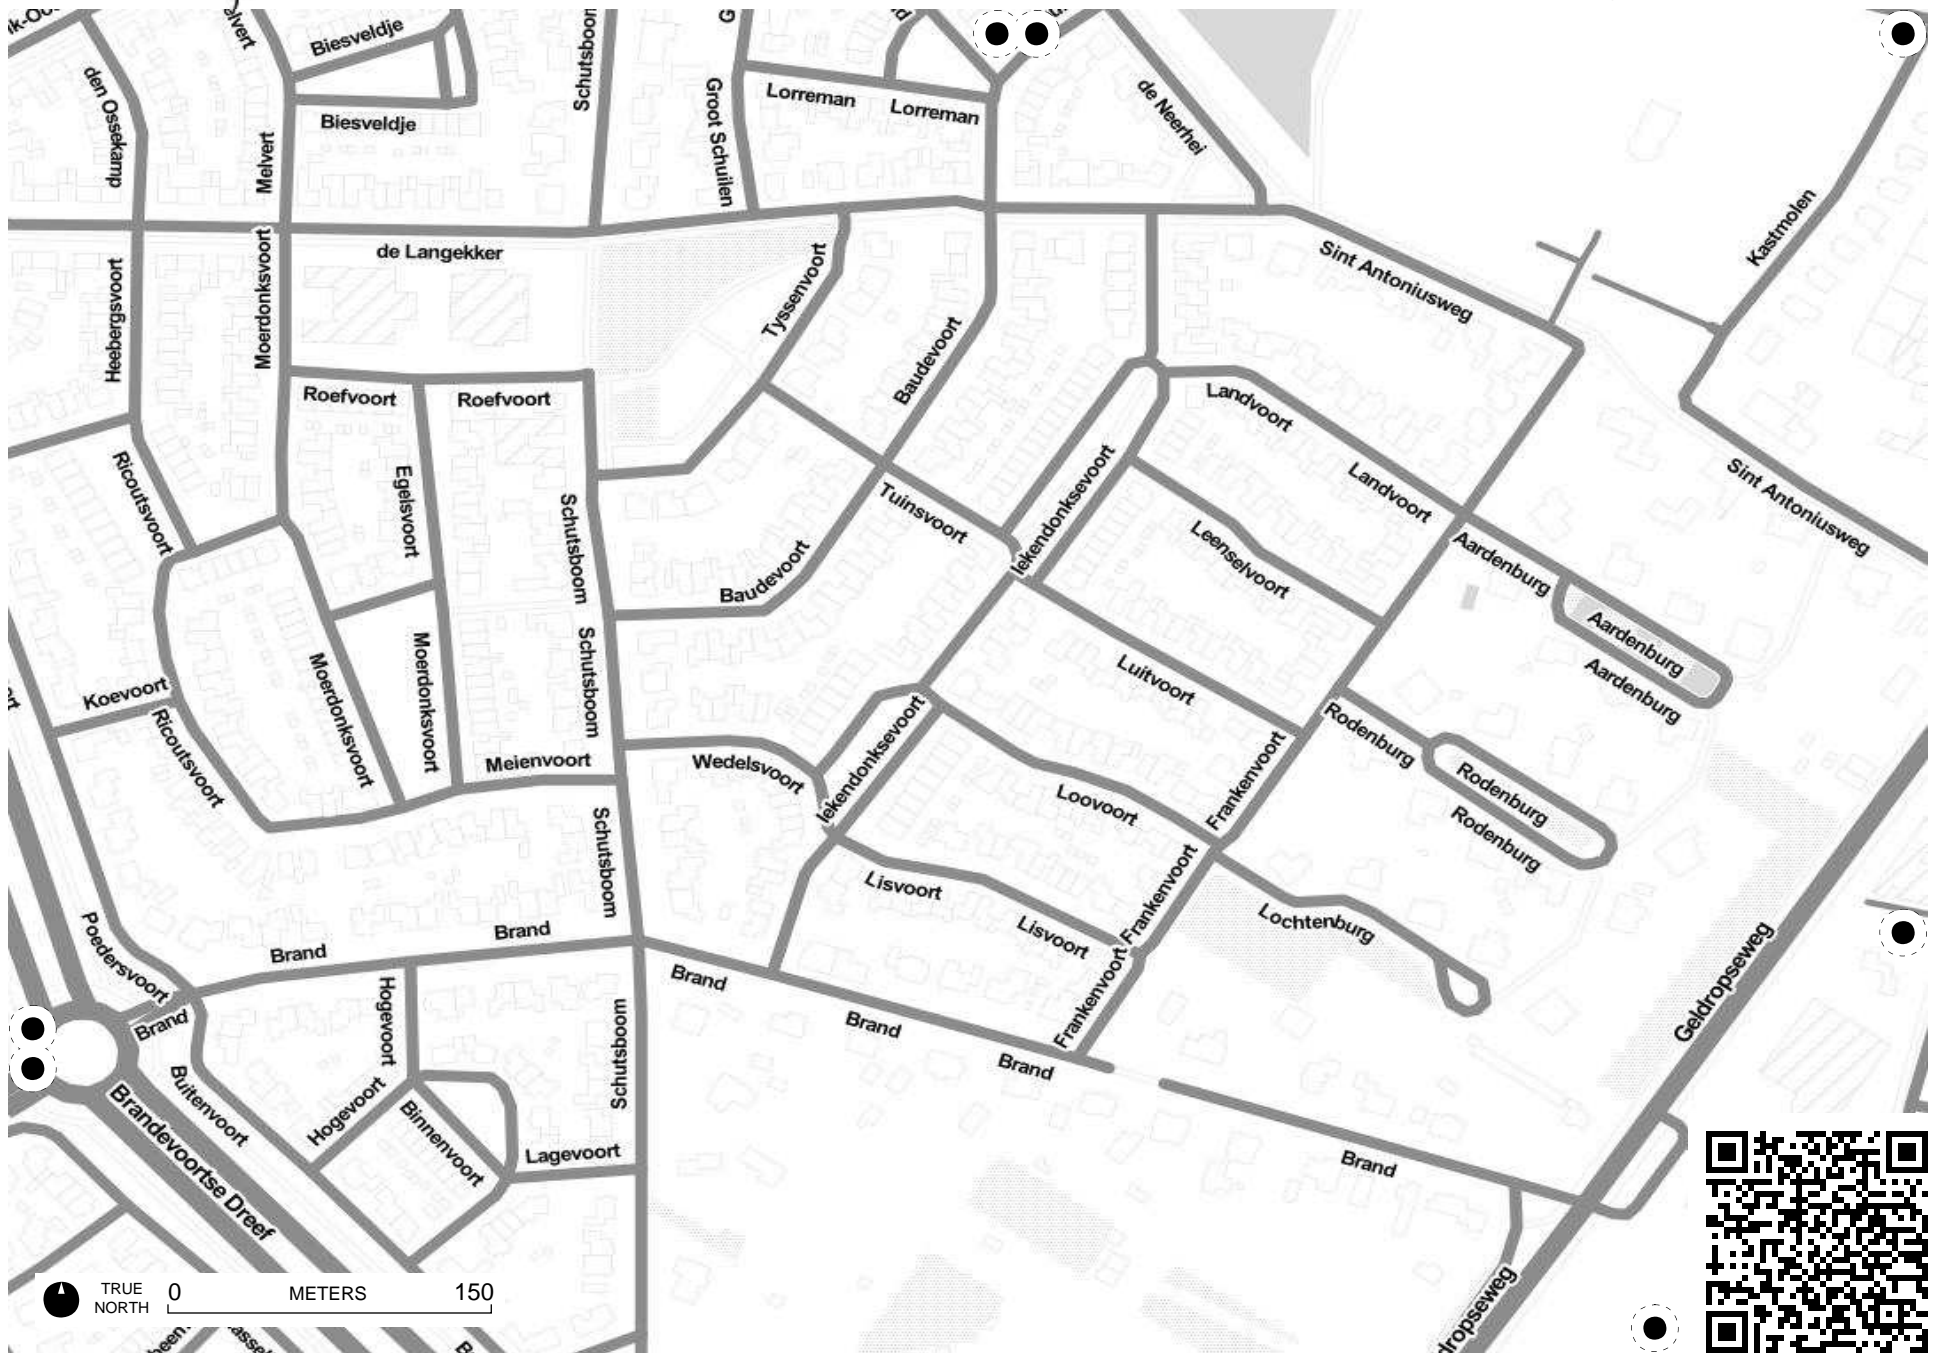 Biesveldje
Schutsboom
Groot Schuilen
Lorreman
Lorreman
den Ossekamp
Melvert
Biesveldje
de Neerhei
Kastmolen
de Langekker
Heebergsvoort
Moerdonksvoort
Tyssenvoort
Baudevoort
Sint Antoniusweg
Roefvoort
Roefvoort
Landvoort
Landvoort
Ricoutsvoort
Egelsvoort
Schutsboom
Tuinsvoort
Iekendonksevoort
Leenselvoort
Aardenburg
Sint Antoniusweg
Baudevoort
Aardenburg
Aardenburg
Koevoort
Ricoutsvoort
Moerdonksvoort
Moerdonksvoort
Schutsboom
Luitvoort
Meienvoort
Wedelsvoort
Iekendonksevoort
Loovoort
Frankenvoort
Rodenburg
Rodenburg
Rodenburg
Schutsboom
Lisvoort
Lisvoort
Frankenvoort
Lochtenburg
Poedersvoort
Brand
Brand
Brand
Brand
Brand
Brand
Frankenvoort
Geldropseweg
Hogevoort
Schutsboom
Buitenvoort
Hogevoort
Binnenvoort
Lagevoort
Brand
Brandevoortse Dreef
dropseweg
TRUE
NORTH
0 METERS 150